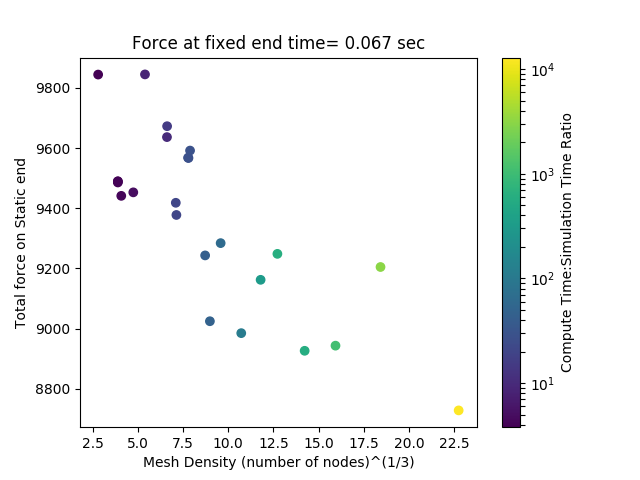 Force at fixed end time= 0.067 sec
Total force on Static end
9800
9600
9400
9200
9000
8800
2.5 5.0 7.5 10.0 12.5 15.0 17.5 20.0 22.5
Mesh Density (number of nodes)^(1/3)
10^4
10^3
10^2
10^1
Compute Time:Simulation Time Ratio